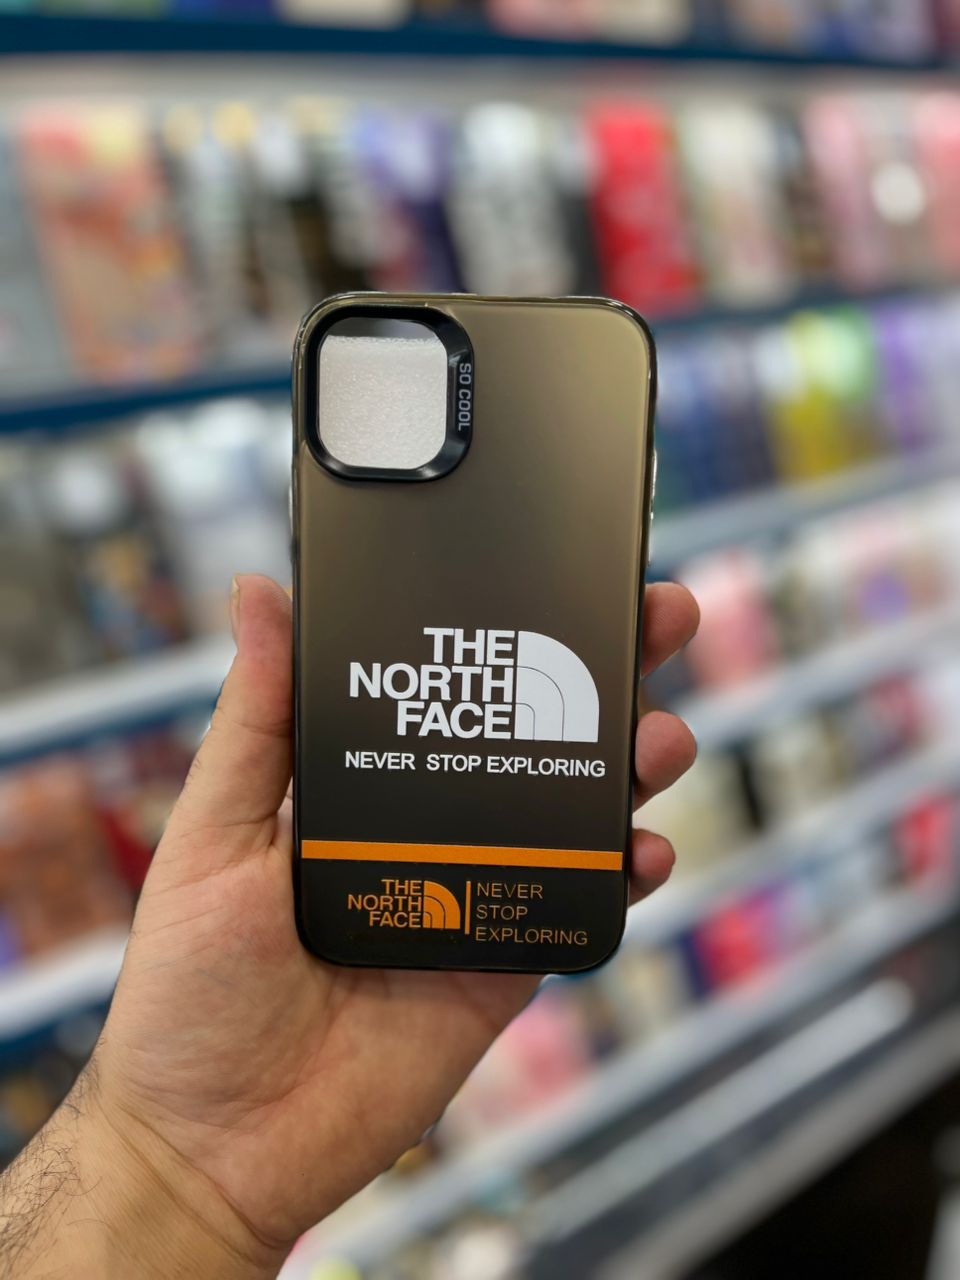 SO COOL
THE
NORTH
FACE
NEVER STOP EXPLORING
THE
NORTH
FACE
NEVER
STOP
EXPLORING